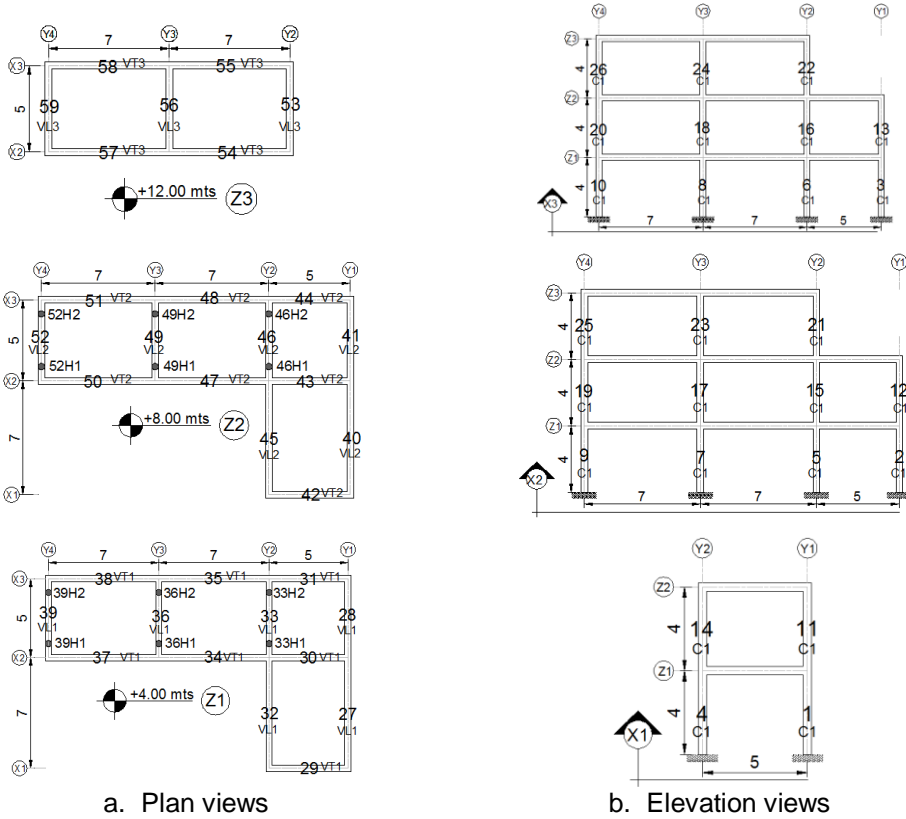 Y4 Y3 Y2
7 7
X3 58 VT3 55 VT3
5 59 VL3 56 VL3 53 VL3
X2 57 VT3 54 VT3
+12.00 mts Z3
Y4 Y3 Y2 Y1
7 7 5
X3 51 VT2 48 VT2 44 VT2
52H2 49H2 46H2
5 52 VL2 49 VL2 46 VL2 41 VL2
52H1 49H1 46H1
X2 50 VT2 47 VT2 43 VT2
+8.00 mts Z2
7 45 VL2 40 VL2
X1 42 VT2
Y4 Y3 Y2 Y1
7 7 5
X3 38 VT1 35 VT1 31 VT1
39H2 36H2 33H2
5 39 VL1 36 VL1 33 VL1 28 VL1
39H1 36H1 33H1
X2 37 VT1 34 VT1 30 VT1
+4.00 mts Z1
7 32 VL1 27 VL1
X1 29 VT1
a. Plan views
Y4 Y3 Y2 Y1
Z3
4 26 C1 24 C1 22 C1
Z2
4 20 C1 18 C1 16 C1 13 C1
Z1
4 10 C1 8 C1 6 C1 3 C1
X3
7 7 5
Y4 Y3 Y2 Y1
Z3
4 25 C1 23 C1 21 C1
Z2
4 19 C1 17 C1 15 C1 12 C1
Z1
4 9 C1 7 C1 5 C1 2 C1
X2
7 7 5
Y2 Y1
Z2
4 14 C1 11 C1
Z1
4 4 C1 1 C1
X1
5
b. Elevation views